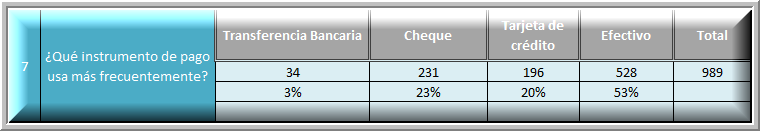 7 ¿Qué instrumento de pago usa más frecuentemente? Transferencia Bancaria Cheque Tarjeta de crédito Efectivo Total
34 231 196 528 989
3% 23% 20% 53%